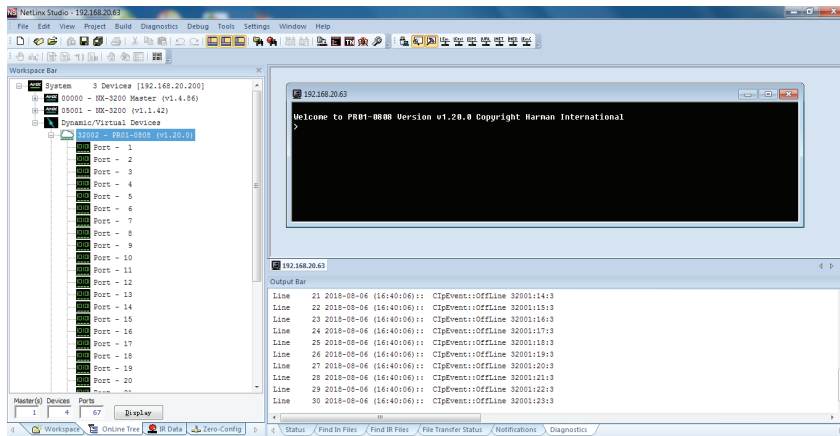 NetLinx Studio - 192.168.20.63
File Edit View Project Build Diagnostics Debug Tools Settings Window Help
Workspace Bar
System 3 Devices [192.168.20.200]
00000 - NX-3200 Master (v1.4.86)
05001 - NX-3200 (v1.1.42)
Dynamic/Virtual Devices
32002 - PR01-0808 (v1.20.0)
Port - 1
Port - 2
Port - 3
Port - 4
Port - 5
Port - 6
Port - 7
Port - 8
Port - 9
Port - 10
Port - 11
Port - 12
Port - 13
Port - 14
Port - 15
Port - 16
Port - 17
Port - 18
Port - 19
Port - 20
Master(s) Devices Ports
1 4 67 Display
Workspace OnLine Tree IR Data Zero-Config
192.168.20.63
Welcome to PR01-0808 Version v1.20.0 Copyright Harman International
>
192.168.20.63
Output Bar
Line 21 2018-08-06 (16:40:06):: CIpEvent::OffLine 32001:14:3
Line 22 2018-08-06 (16:40:06):: CIpEvent::OffLine 32001:15:3
Line 23 2018-08-06 (16:40:06):: CIpEvent::OffLine 32001:16:3
Line 24 2018-08-06 (16:40:06):: CIpEvent::OffLine 32001:17:3
Line 25 2018-08-06 (16:40:06):: CIpEvent::OffLine 32001:18:3
Line 26 2018-08-06 (16:40:06):: CIpEvent::OffLine 32001:19:3
Line 27 2018-08-06 (16:40:06):: CIpEvent::OffLine 32001:20:3
Line 28 2018-08-06 (16:40:06):: CIpEvent::OffLine 32001:21:3
Line 29 2018-08-06 (16:40:06):: CIpEvent::OffLine 32001:22:3
Line 30 2018-08-06 (16:40:06):: CIpEvent::OffLine 32001:23:3
Status Find In Files Find IR Files File Transfer Status Notifications Diagnostics